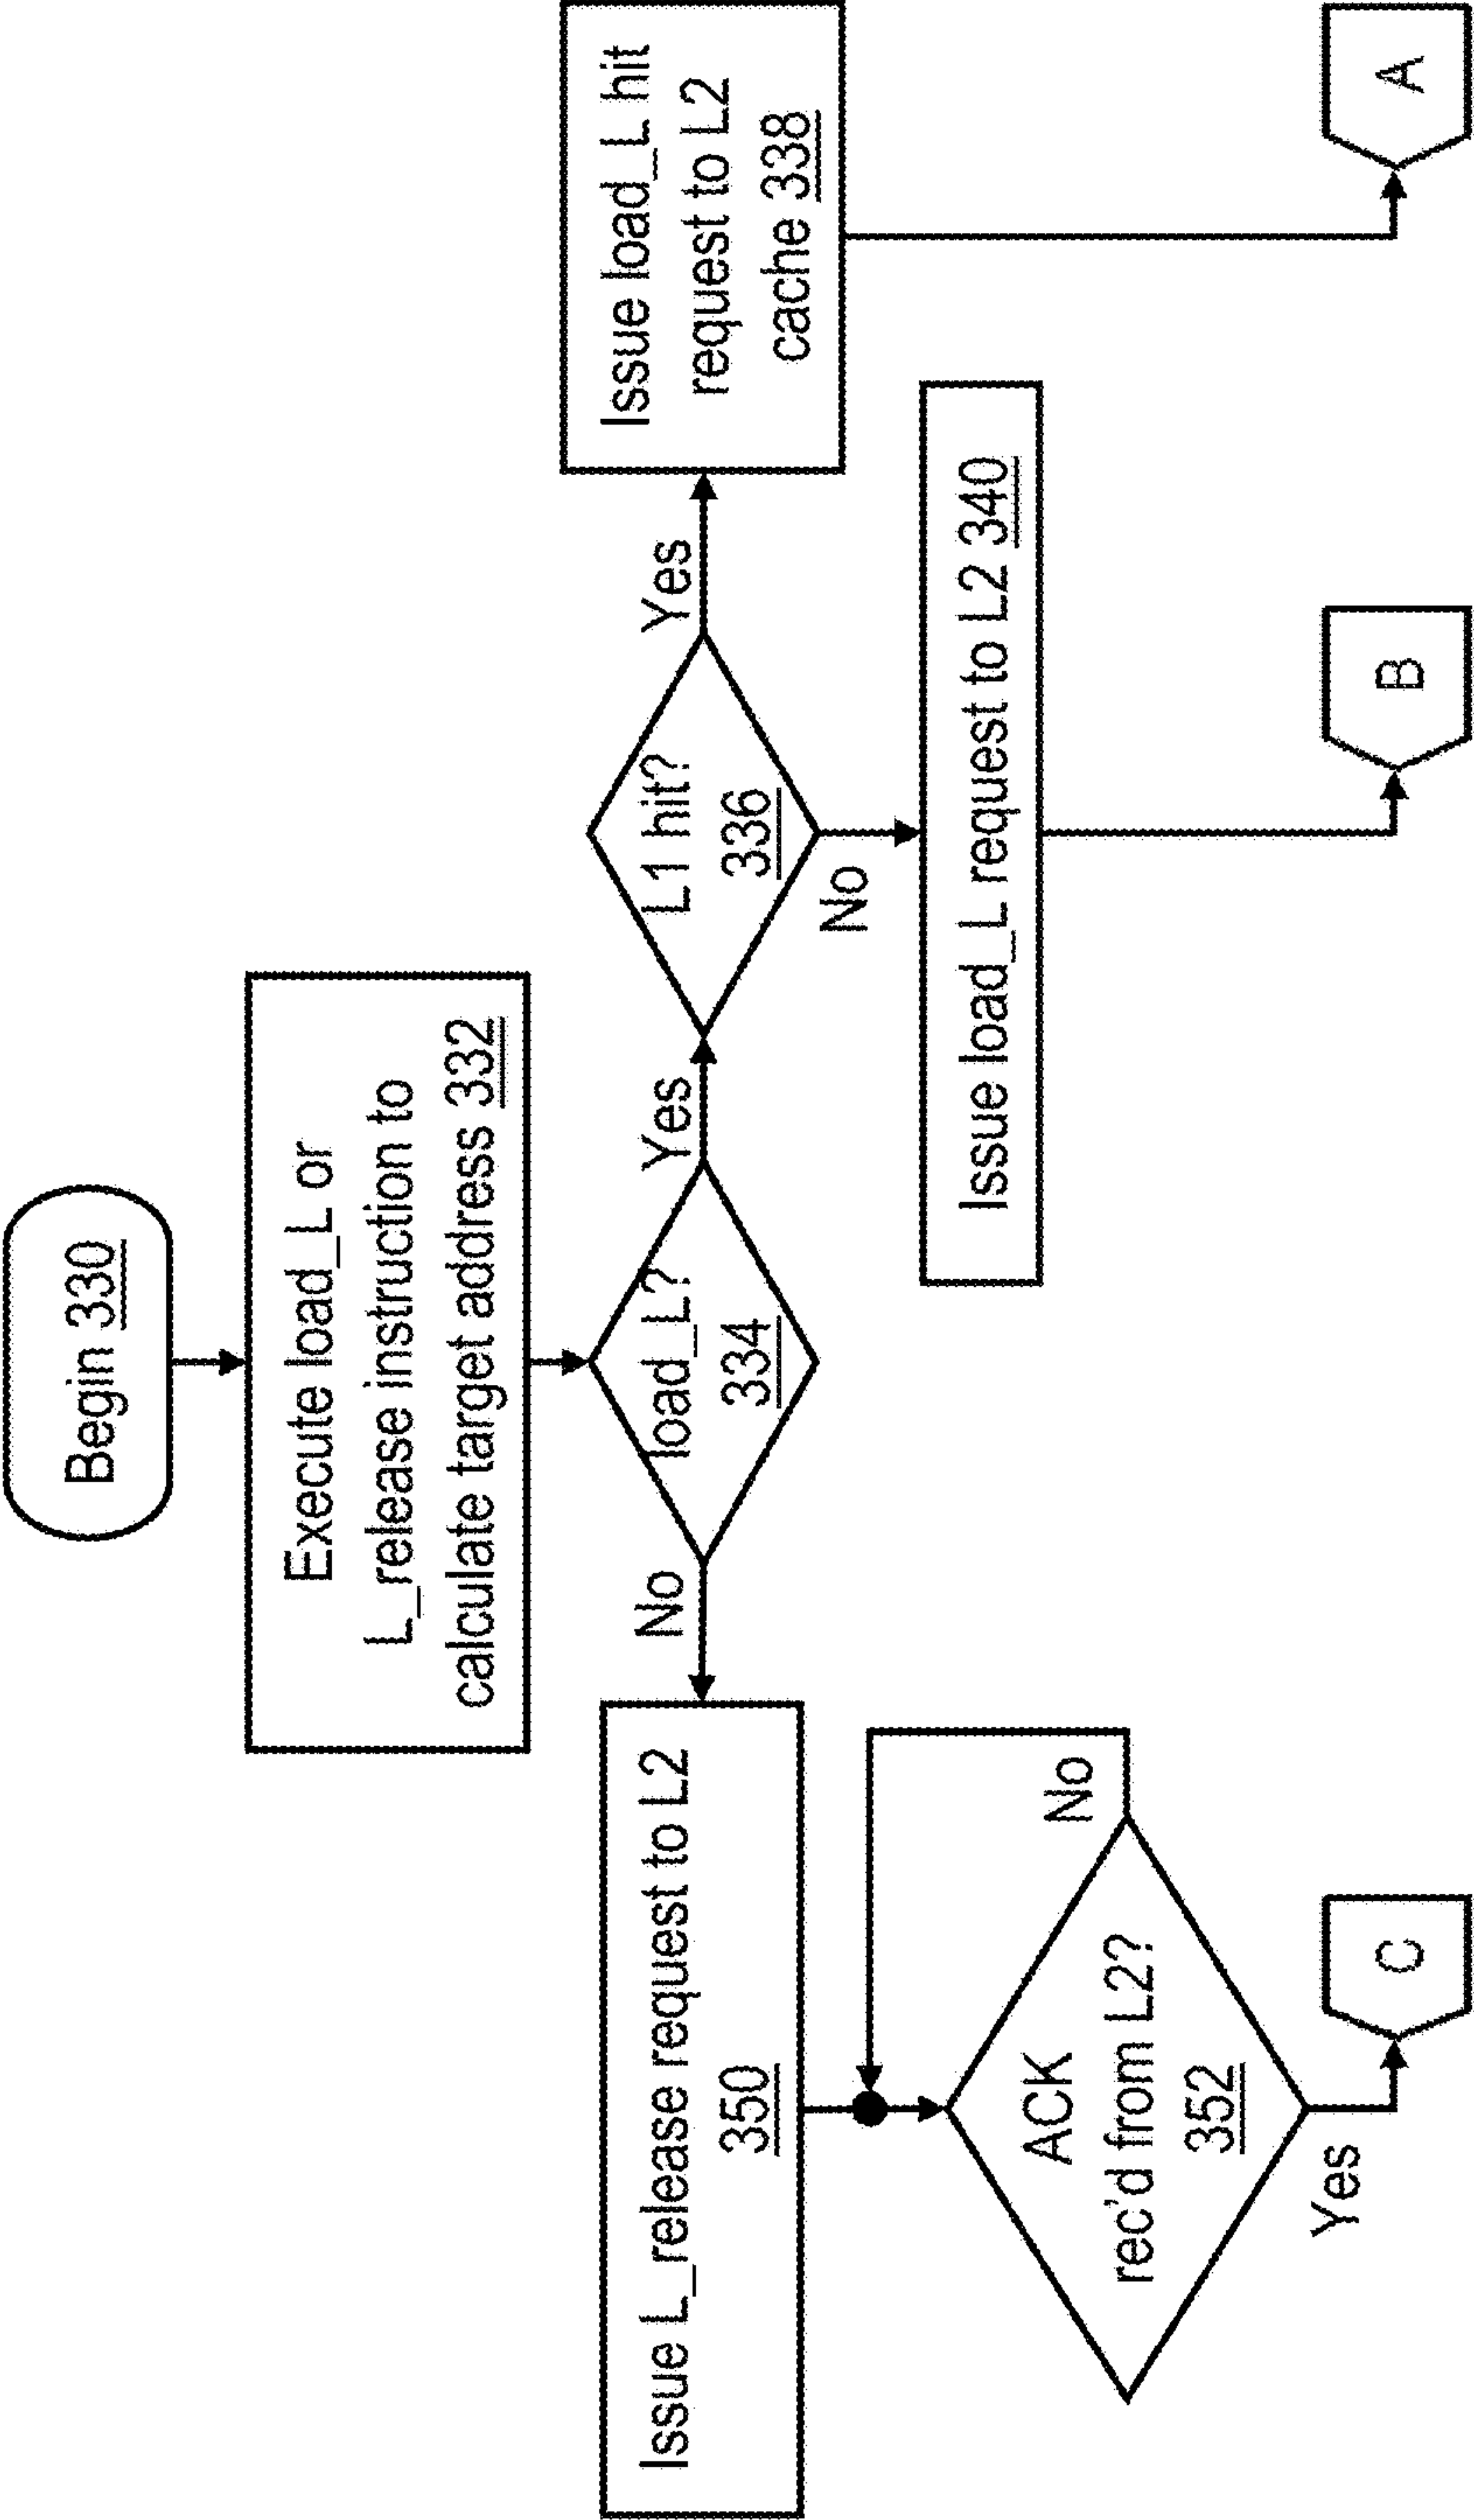 Begin 330
Execute load_L or
L_release instruction to
calculate target address 332
load_L?
334
Yes
No
L1 hit?
336
Yes
No
Issue load_L hit
request to L2
cache 338
Issue load_L request to L2 340
Issue L_release request to L2
350
ACK
rec'd from L2?
352
No
Yes
C
B
A